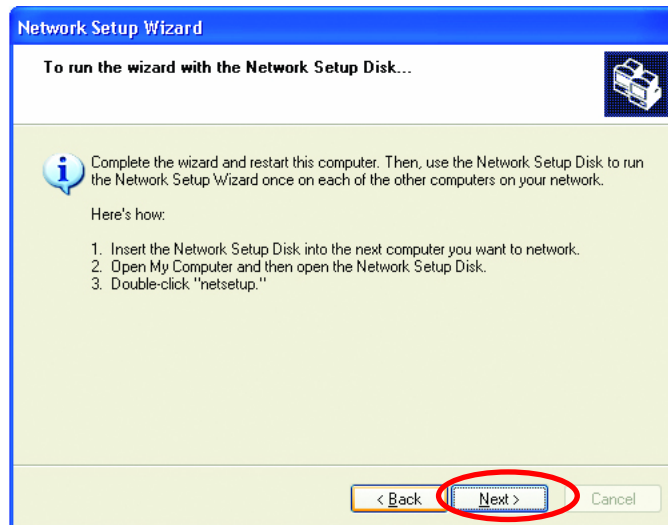 Network Setup Wizard
To run the wizard with the Network Setup Disk...
Complete the wizard and restart this computer. Then, use the Network Setup Disk to run
the Network Setup Wizard once on each of the other computers on your network.
Here's how:
1. Insert the Network Setup Disk into the next computer you want to network.
2. Open My Computer and then open the Network Setup Disk.
3. Double-click "netsetup."
< Back Next > Cancel